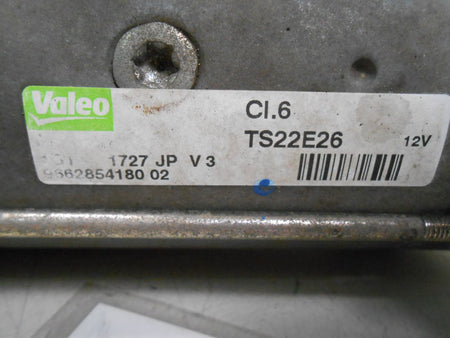 Valeo
Cl.6
TS22E26 12V
1727 JP V3
9662854180 02